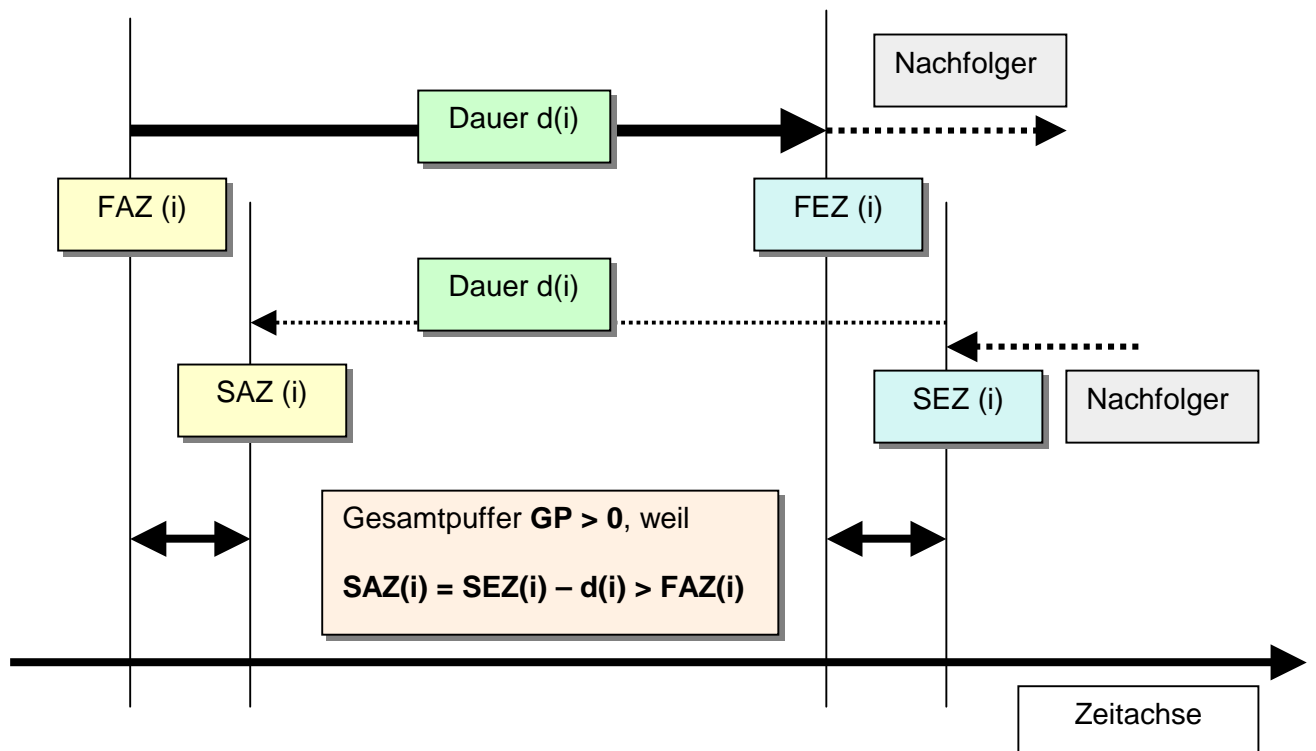 Nachfolger
Dauer d(i)
FAZ (i)
FEZ (i)
Dauer d(i)
SAZ (i)
SEZ (i)
Nachfolger
Gesamtpuffer GP > 0, weil
SAZ(i) = SEZ(i) – d(i) > FAZ(i)
Zeitachse